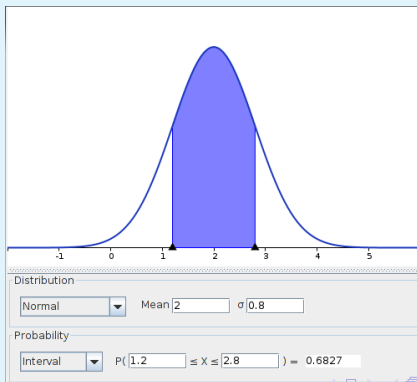 -1 0 1 2 3 4 5
Distribution
Normal Mean 2 σ 0.8
Probability
Interval P( 1.2 ≤ X ≤ 2.8 ) = 0.6827